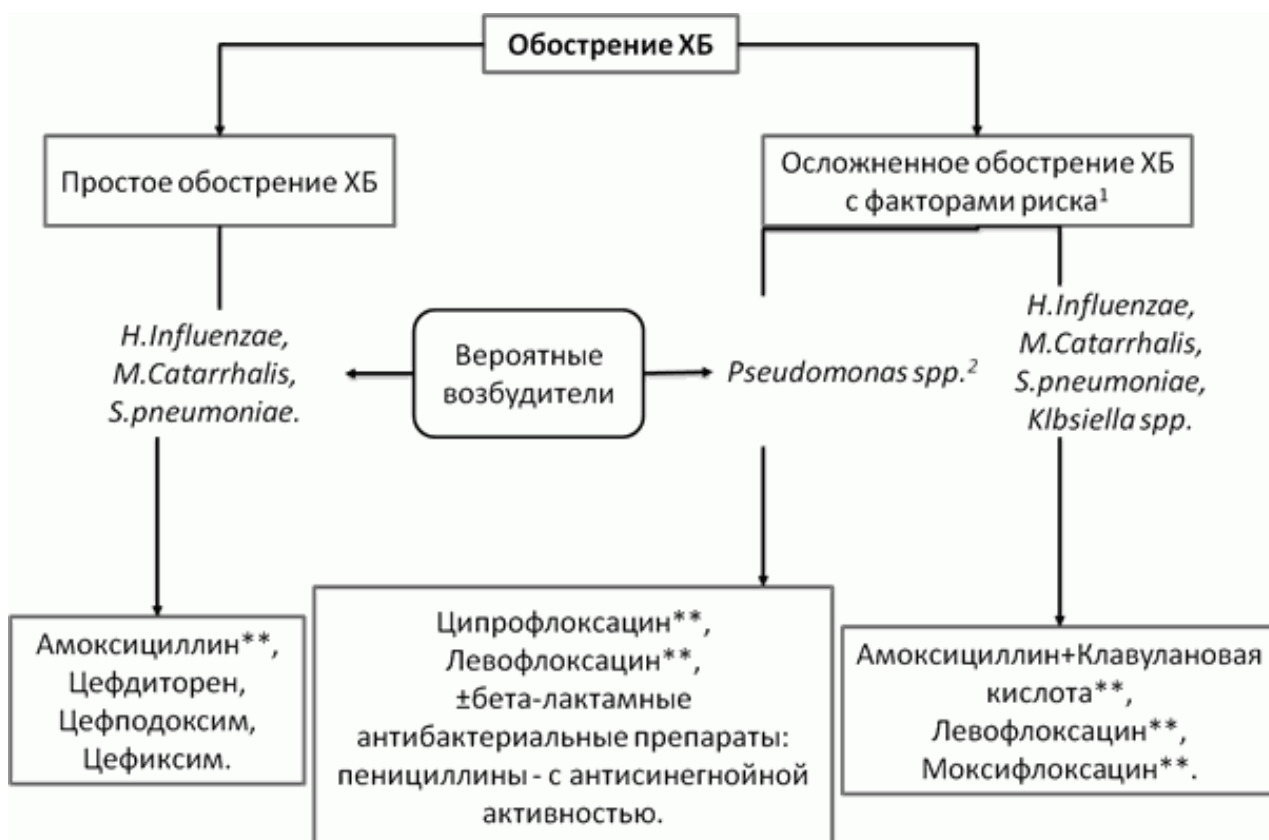 Обострение ХБ
Простое обострение ХБ
Осложненное обострение ХБ
с факторами риска¹
H.Influenzae,
M.Catarrhalis,
S.pneumoniae.
Вероятные
возбудители
Pseudomonas spp.²
H.Influenzae,
M.Catarrhalis,
S.pneumoniae,
Klbsiella spp.
Амоксициллин**,
Цефдиторен,
Цефподоксим,
Цефиксим.
Ципрофлоксацин**,
Левофлоксацин**,
±бета-лактамные
антибактериальные препараты:
пенициллины - с антисинегнойной
активностью.
Амоксициллин+Клавулановая
кислота**,
Левофлоксацин**,
Моксифлоксацин**.